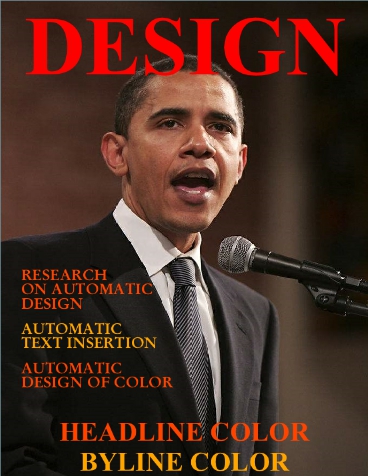 DESIGN
RESEARCH
ON AUTOMATIC
DESIGN
AUTOMATIC
TEXT INSERTION
AUTOMATIC
DESIGN OF COLOR
HEADLINE COLOR
BYLINE COLOR